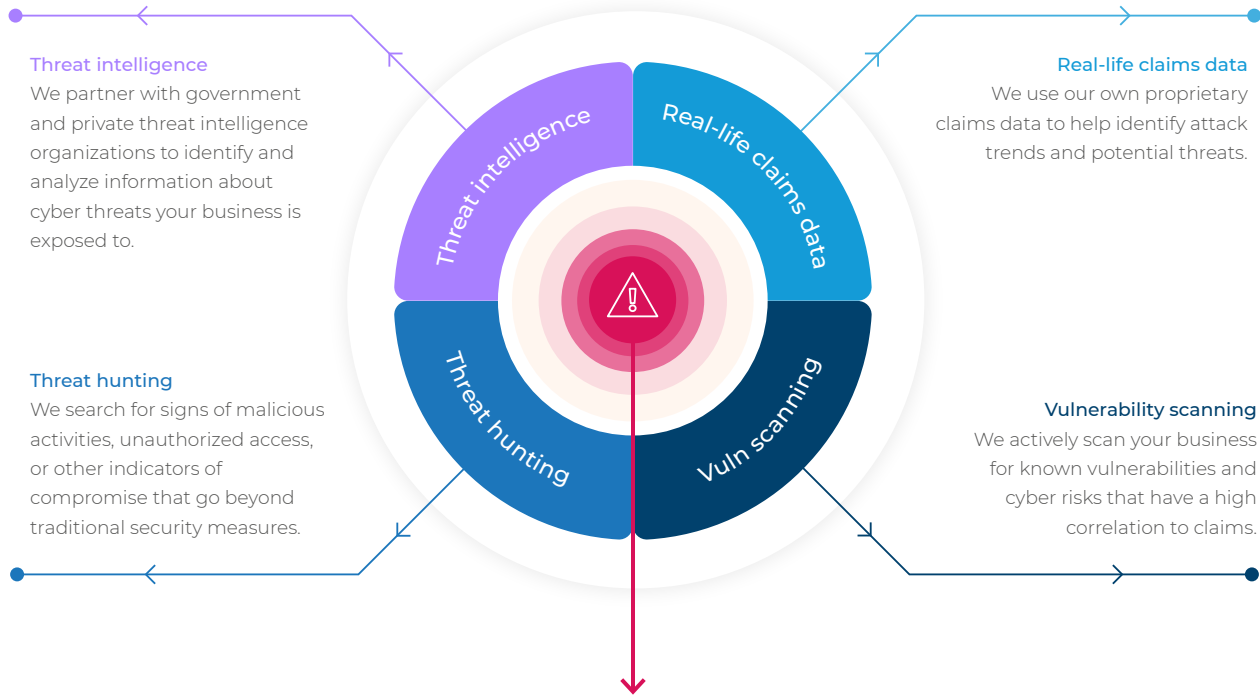 Threat intelligence
We partner with government
and private threat intelligence
organizations to identify and
analyze information about
cyber threats your business is
exposed to.
Real-life claims data
We use our own proprietary
claims data to help identify attack
trends and potential threats.
Threat intelligence
Real-life claims data
Threat hunting
Vuln scanning
Threat hunting
We search for signs of malicious
activities, unauthorized access,
or other indicators of
compromise that go beyond
traditional security measures.
Vulnerability scanning
We actively scan your business
for known vulnerabilities and
cyber risks that have a high
correlation to claims.